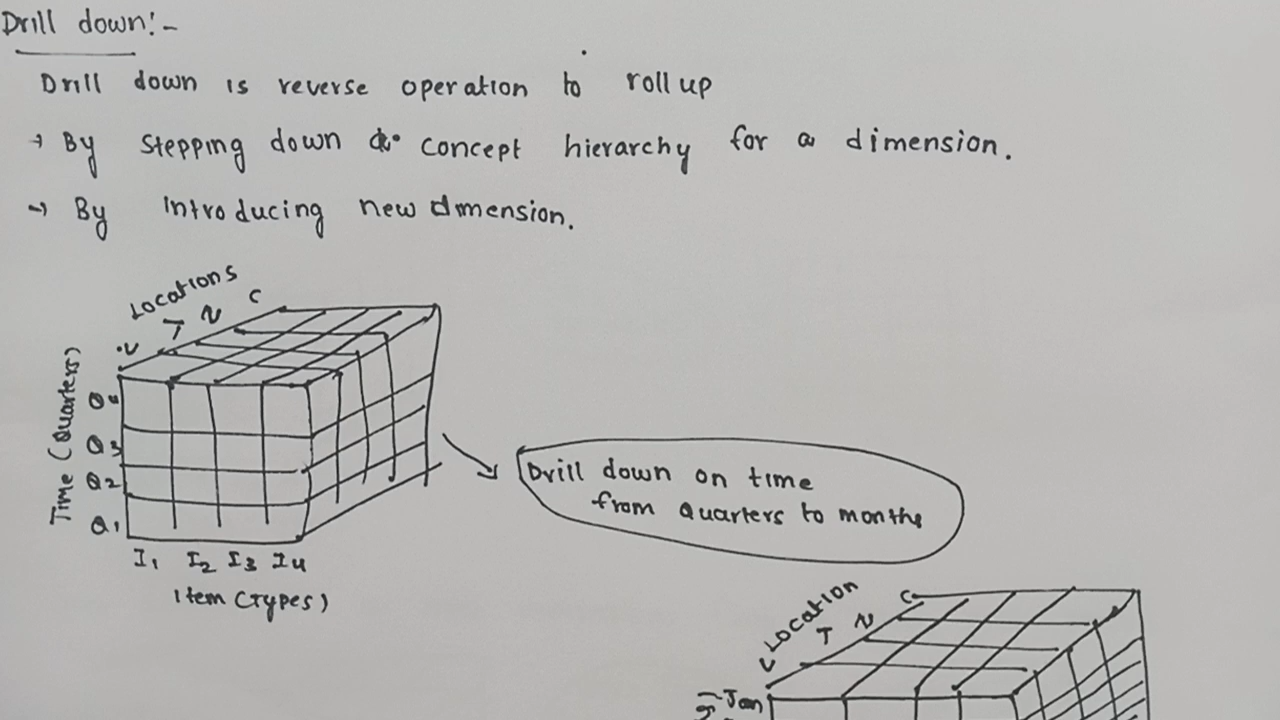 Drill down:-
Drill down is reverse operation to roll up
→ By stepping down concept hierarchy for a dimension.
→ By Introducing new dimension.
Locations
V T N C
Time (Quarters)
Q4
Q3
Q2
Q1
I1 I2 I3 I4
Item (Types)
Drill down on time
from quarters to months
Location
V T N C
Jan